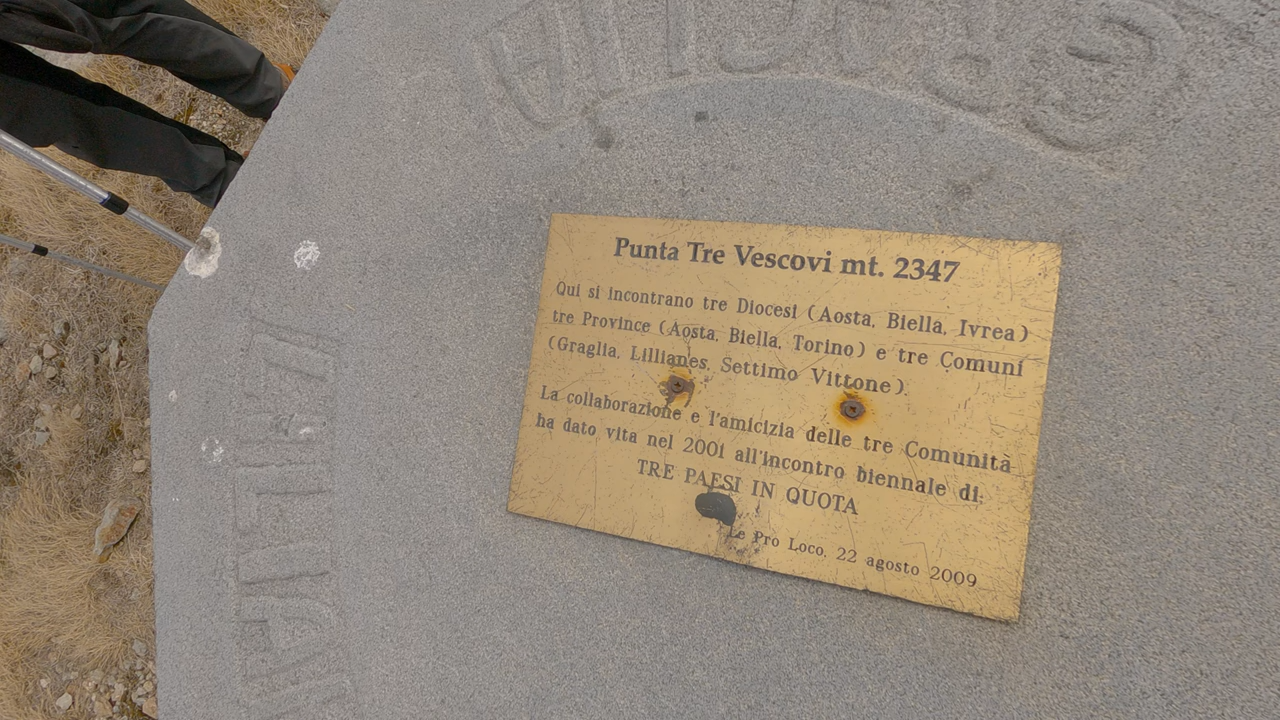 GRAGLIA
Punta Tre Vescovi mt. 2347
Qui si incontrano tre Diocesi (Aosta, Biella, Ivrea)
tre Province (Aosta, Biella, Torino) e tre Comuni
(Graglia, Lillianes, Settimo Vittone).
La collaborazione e l'amicizia delle tre Comunità
ha dato vita nel 2001 all'incontro biennale di:
TRE PAESI IN QUOTA
Le Pro Loco, 22 agosto 2009